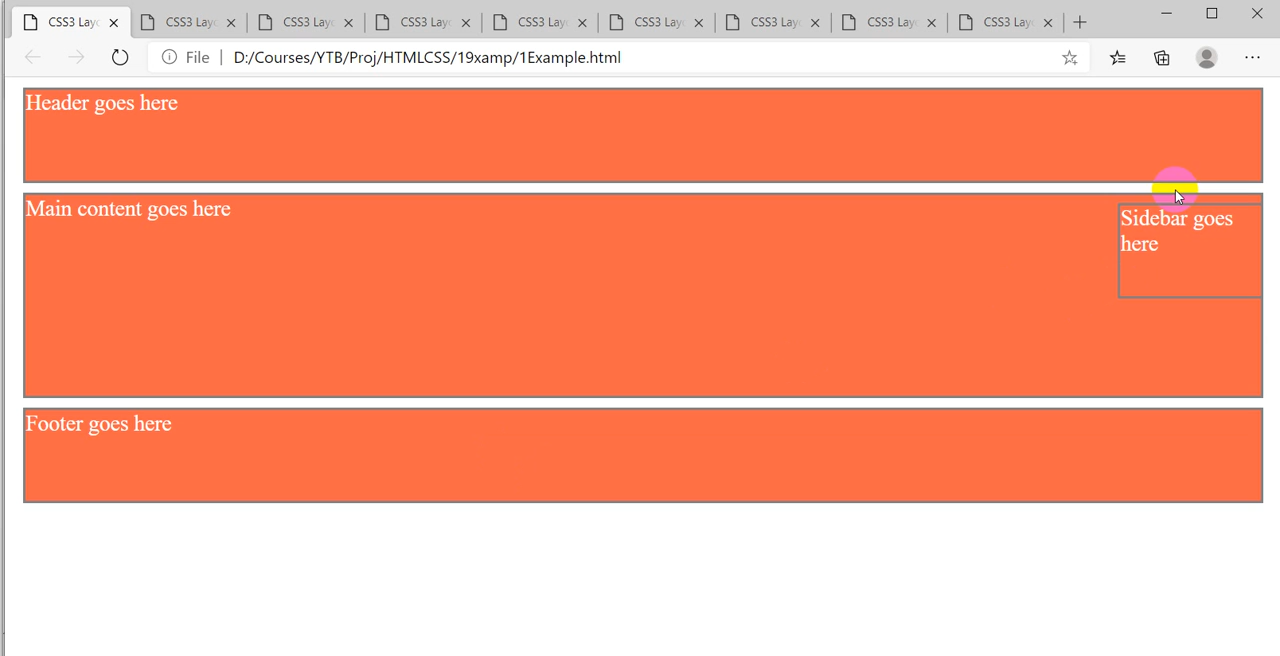 CSS3 Lay CSS3 Lay CSS3 Lay CSS3 Lay CSS3 Lay CSS3 Lay CSS3 Lay CSS3 Lay CSS3 Lay
File | D:/Courses/YTB/Proj/HTMLCSS/19xamp/1Example.html
Header goes here
Main content goes here
Sidebar goes
here
Footer goes here